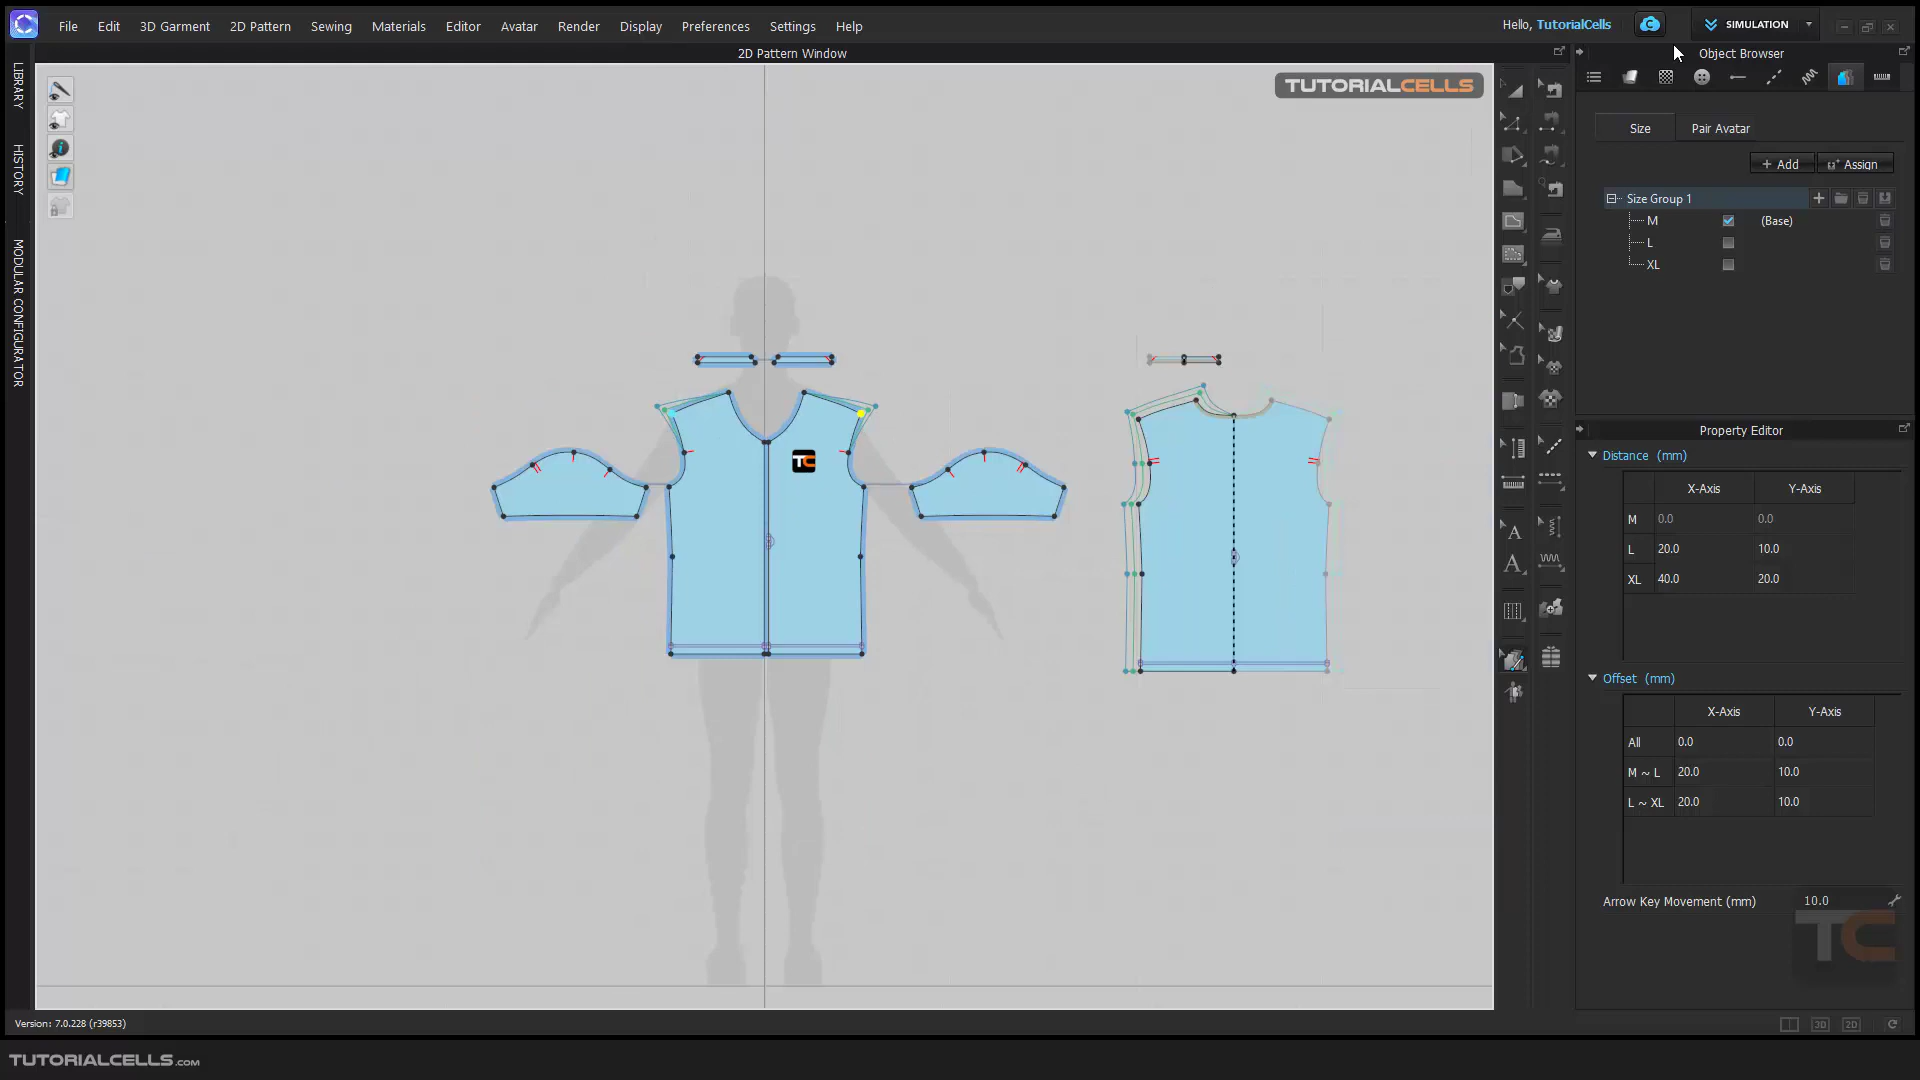 File Edit 3D Garment 2D Pattern Sewing Materials Editor Avatar Render Display Preferences Settings Help
Hello, TutorialCells
SIMULATION
2D Pattern Window
Object Browser
LIBRARY
HISTORY
MODULAR CONFIGURATOR
TUTORIALCELLS
Size Pair Avatar
+ Add Assign
Size Group 1
M (Base)
L
XL
TC
A
A
Property Editor
Distance (mm)
X-Axis Y-Axis
M 0.0 0.0
L 20.0 10.0
XL 40.0 20.0
Offset (mm)
X-Axis Y-Axis
All 0.0 0.0
M ~ L 20.0 10.0
L ~ XL 20.0 10.0
Arrow Key Movement (mm) 10.0
TC
Version: 7.0.228 (r39853)
3D 2D
TUTORIALCELLS.com